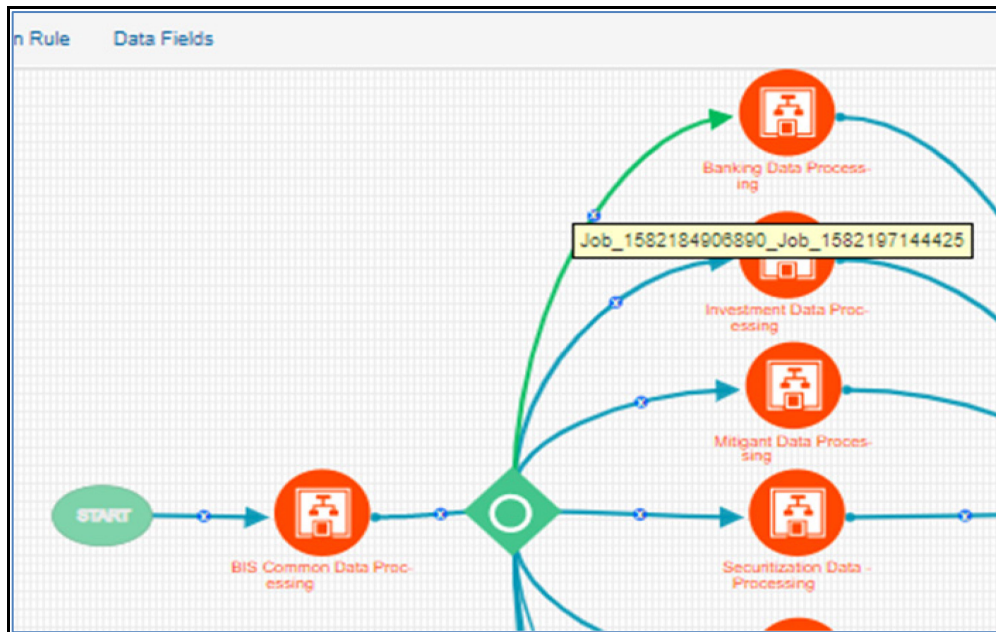 n Rule Data Fields
Banking Data Process-
ing
Job_1582184906890_Job_1582197144425
Investment Data Proc-
essing
Mitigant Data Proces-
sing
START
BIS Common Data Proc-
essing
Securitization Data -
Processing